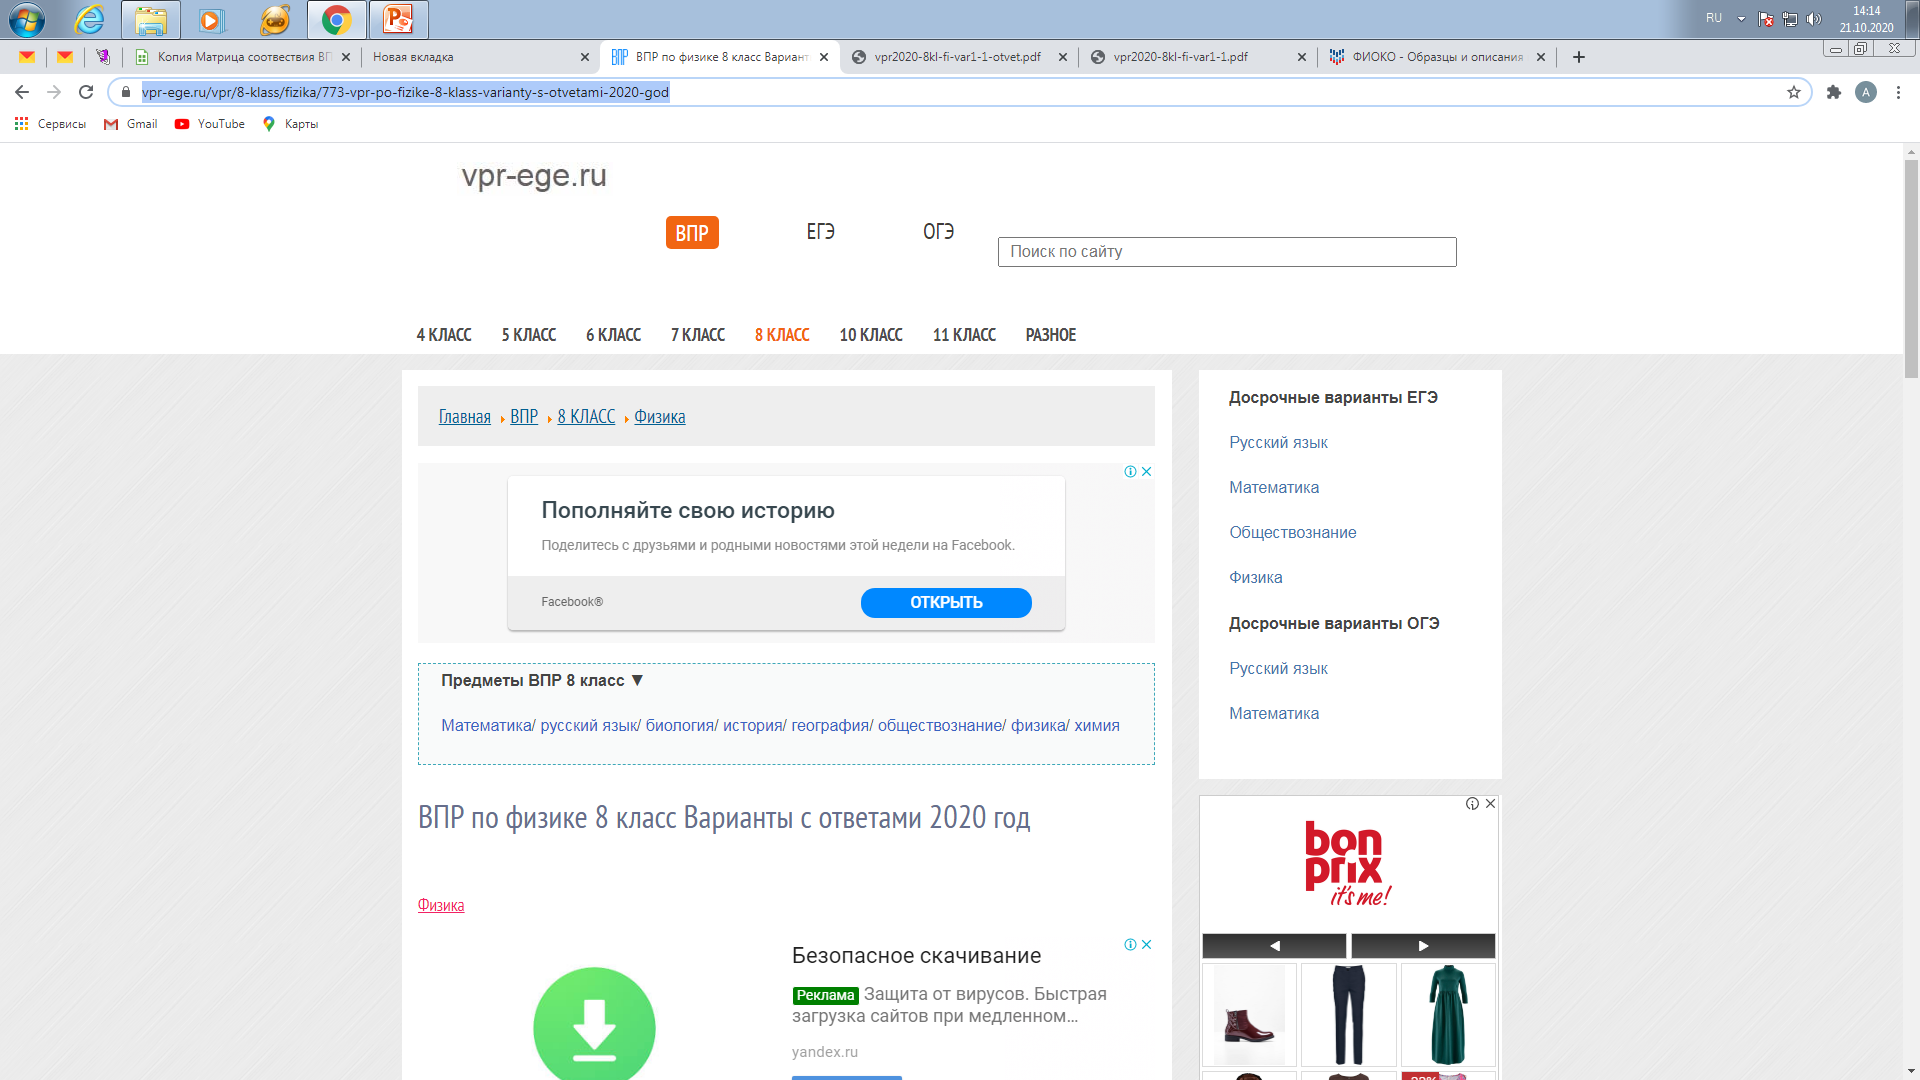 RU
14:14
21.10.2020
Копия Матрица соотвествия ВП
Новая вкладка
ВПР по физике 8 класс Вариант
vpr2020-8kl-fi-var1-1-otvet.pdf
vpr2020-8kl-fi-var1-1.pdf
ФИОКО - Образцы и описания
vpr-ege.ru/vpr/8-klass/fizika/773-vpr-po-fizike-8-klass-varianty-s-otvetami-2020-god
A
Сервисы
Gmail
YouTube
Карты
vpr-ege.ru
ВПР
ЕГЭ
ОГЭ
Поиск по сайту
4 КЛАСС
5 КЛАСС
6 КЛАСС
7 КЛАСС
8 КЛАСС
10 КЛАСС
11 КЛАСС
РАЗНОЕ
Главная ВПР 8 КЛАСС Физика
Пополняйте свою историю
Поделитесь с друзьями и родными новостями этой недели на Facebook.
Facebook®
ОТКРЫТЬ
Предметы ВПР 8 класс ▼
Математика/ русский язык/ биология/ история/ география/ обществознание/ физика/ химия
ВПР по физике 8 класс Варианты с ответами 2020 год
Физика
Безопасное скачивание
Реклама Защита от вирусов. Быстрая
загрузка сайтов при медленном...
yandex.ru
Досрочные варианты ЕГЭ
Русский язык
Математика
Обществознание
Физика
Досрочные варианты ОГЭ
Русский язык
Математика
bon
prix
it's me!